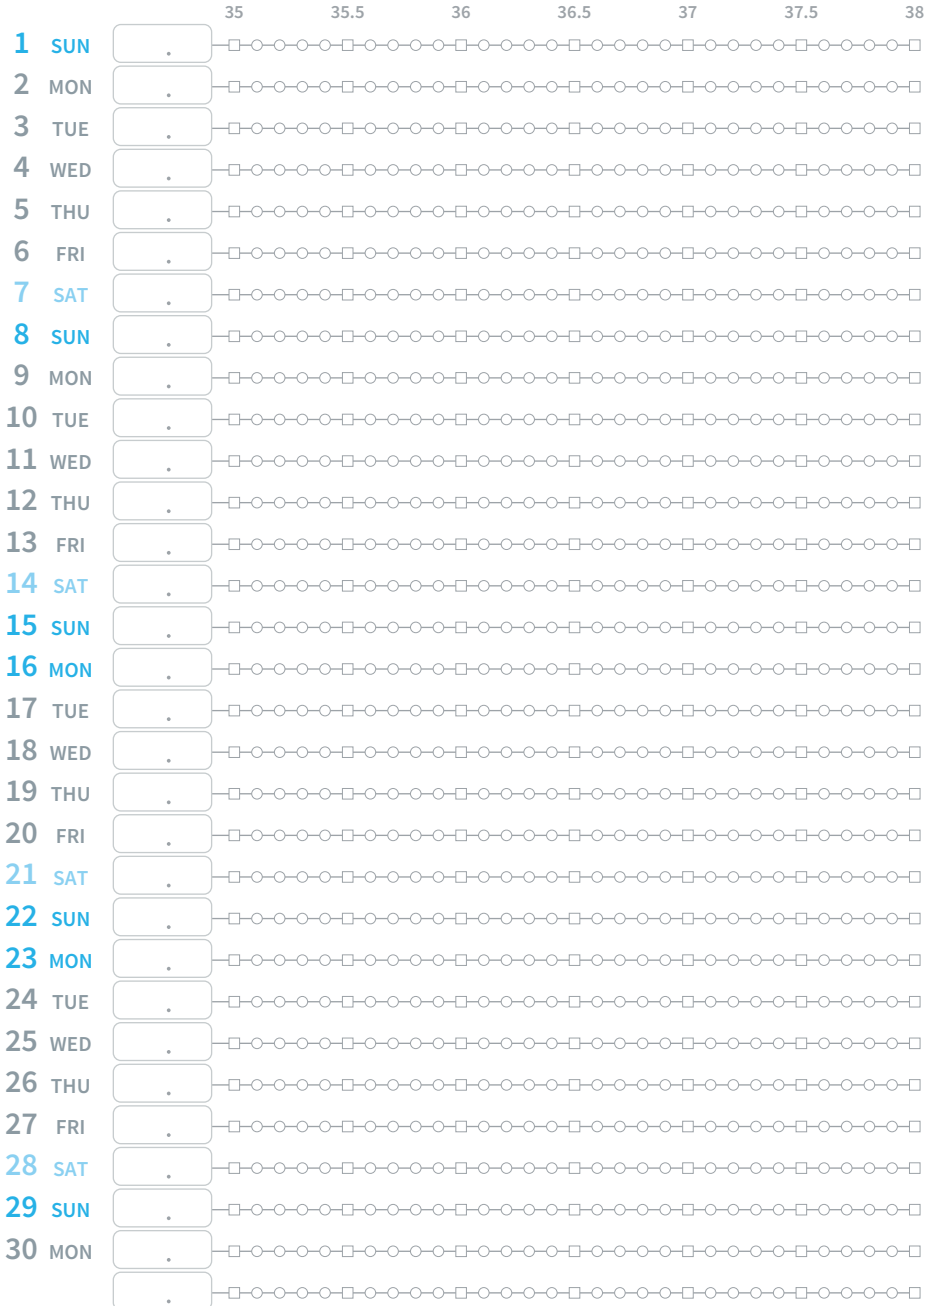 35 35.5 36 36.5 37 37.5 38
1 SUN .
2 MON .
3 TUE .
4 WED .
5 THU .
6 FRI .
7 SAT .
8 SUN .
9 MON .
10 TUE .
11 WED .
12 THU .
13 FRI .
14 SAT .
15 SUN .
16 MON .
17 TUE .
18 WED .
19 THU .
20 FRI .
21 SAT .
22 SUN .
23 MON .
24 TUE .
25 WED .
26 THU .
27 FRI .
28 SAT .
29 SUN .
30 MON .
.